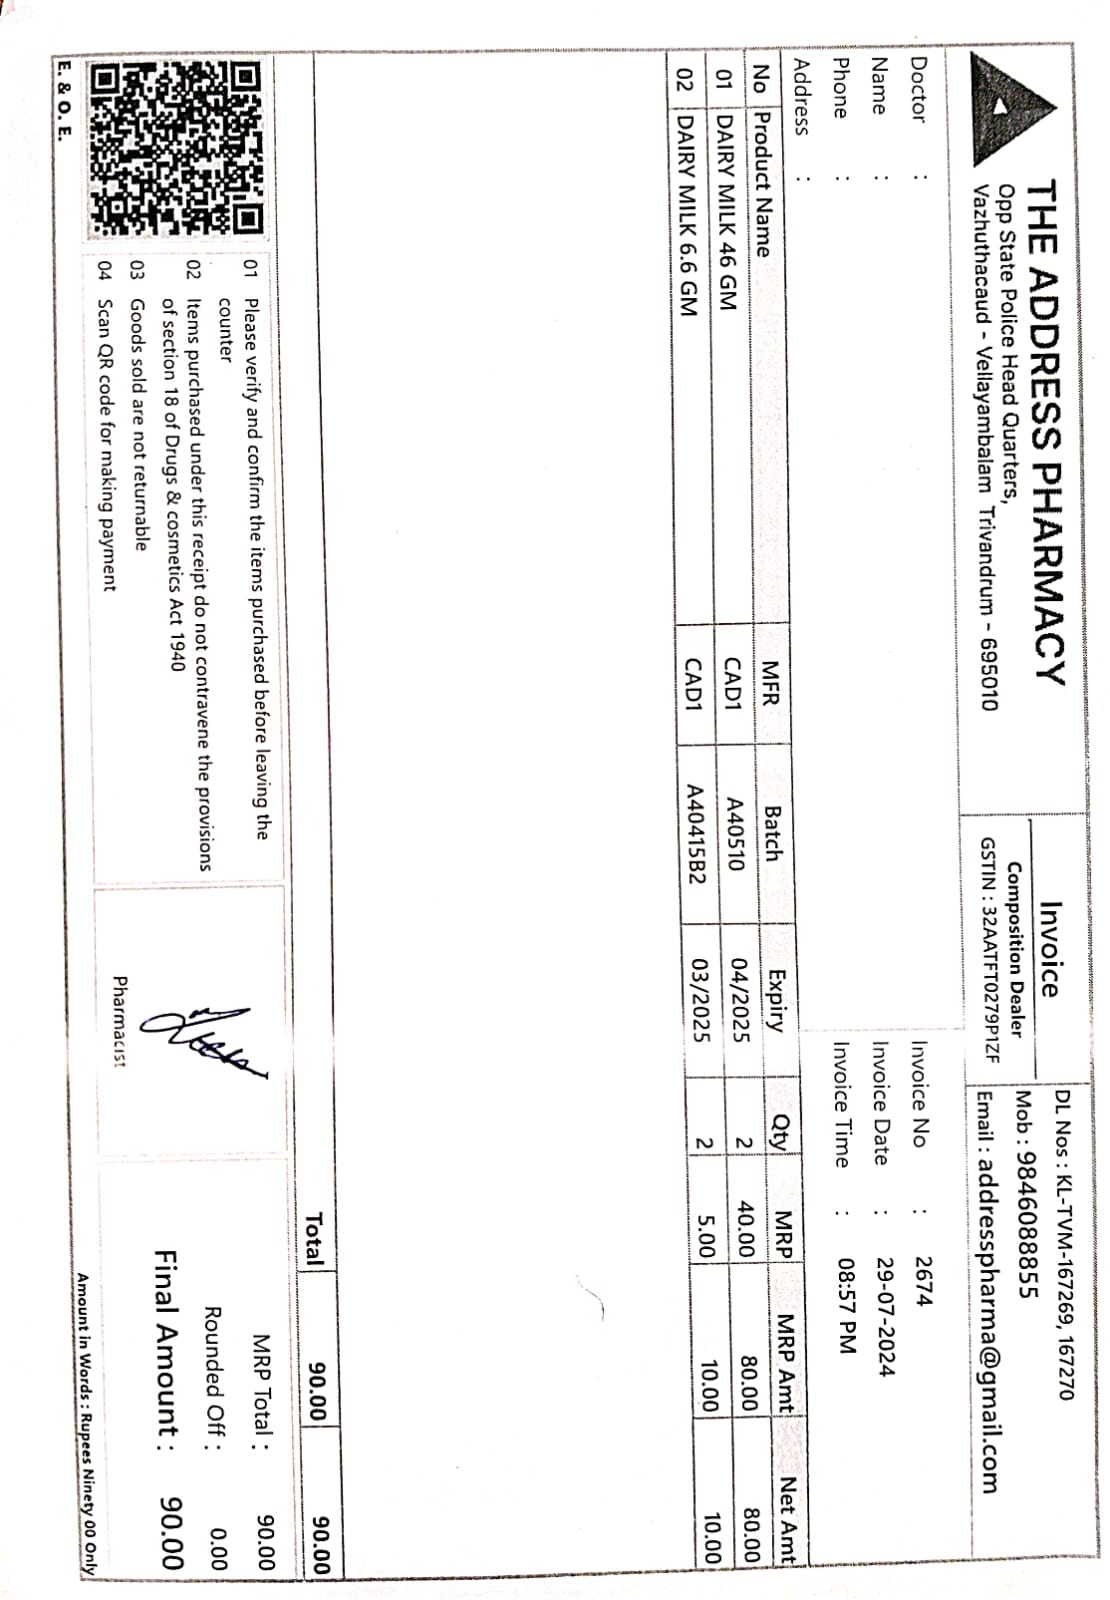 THE ADDRESS PHARMACY
Opp State Police Head Quarters,
Vazhuthacaud - Vellayambalam Trivandrum - 695010
Invoice
Composition Dealer
GSTIN : 32AATFT0279P1ZF
DL Nos : KL-TVM-167269, 167270
Mob : 9846088855
Email : addresspharma@gmail.com
Doctor :
Name :
Phone :
Address :
Invoice No : 2674
Invoice Date : 29-07-2024
Invoice Time : 08:57 PM
No Product Name MFR Batch Expiry Qty MRP MRP Amt Net Amt
01 DAIRY MILK 46 GM CAD1 A40510 04/2025 2 40.00 80.00 80.00
02 DAIRY MILK 6.6 GM CAD1 A40415B2 03/2025 2 5.00 10.00 10.00
Total 90.00 90.00
01 Please verify and confirm the items purchased before leaving the
counter
02 Items purchased under this receipt do not contravene the provisions
of section 18 of Drugs & cosmetics Act 1940
03 Goods sold are not returnable
04 Scan QR code for making payment
Pharmacist
MRP Total : 90.00
Rounded Off : 0.00
Final Amount : 90.00
Amount in Words : Rupees Ninety 00 Only
E. & O. E.